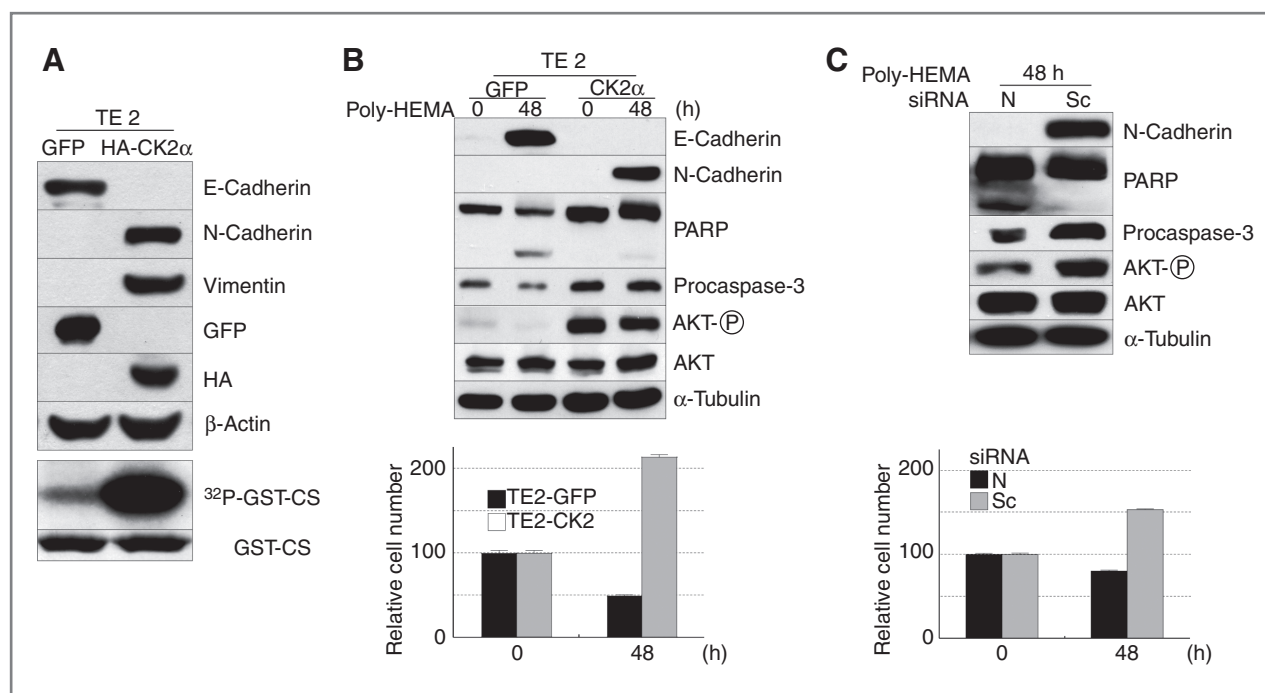 A
TE 2
GFP HA-CK2α
E-Cadherin
N-Cadherin
Vimentin
GFP
HA
β-Actin
32P-GST-CS
GST-CS
B
TE 2
GFP CK2α
Poly-HEMA 0 48 0 48 (h)
E-Cadherin
N-Cadherin
PARP
Procaspase-3
AKT-Ⓟ
AKT
α-Tubulin
Relative cell number
200
100
0
TE2-GFP
TE2-CK2
0 48 (h)
C
Poly-HEMA 48 h
siRNA N Sc
N-Cadherin
PARP
Procaspase-3
AKT-Ⓟ
AKT
α-Tubulin
Relative cell number
200
100
0
siRNA
N
Sc
0 48 (h)